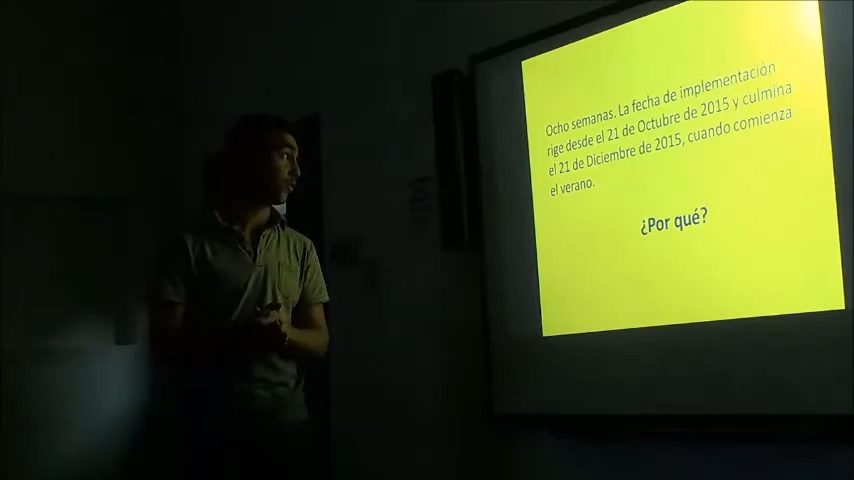 Ocho semanas. La fecha de implementación
rige desde el 21 de Octubre de 2015 y culmina
el 21 de Diciembre de 2015, cuando comienza
el verano.
¿Por qué?